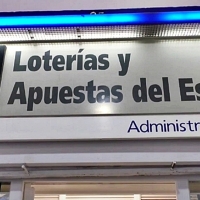 Loterías y
Apuestas del Es
Administr